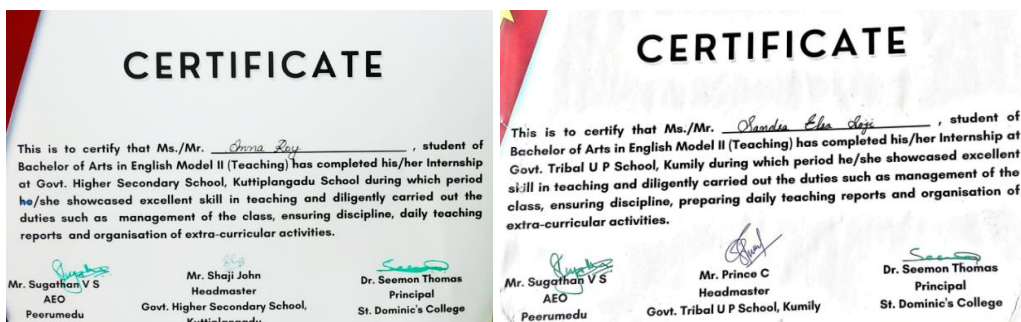 CERTIFICATE
This is to certify that Ms./Mr. Anna Roy, student of
Bachelor of Arts in English Model II (Teaching) has completed his/her Internship
at Govt. Higher Secondary School, Kuttiplangadu School during which period
he/she showcased excellent skill in teaching and diligently carried out the
duties such as management of the class, ensuring discipline, daily teaching
reports and organisation of extra-curricular activities.
Mr. Sugathan V S
AEO
Peerumedu
Mr. Shaji John
Headmaster
Govt. Higher Secondary School,
Kuttiplangadu
Dr. Seemon Thomas
Principal
St. Dominic's College
CERTIFICATE
This is to certify that Ms./Mr. Sandra Elsa Soji, student of
Bachelor of Arts in English Model II (Teaching) has completed his/her Internship at
Govt. Tribal U P School, Kumily during which period he/she showcased excellent
skill in teaching and diligently carried out the duties such as management of the
class, ensuring discipline, preparing daily teaching reports and organisation of
extra-curricular activities.
Mr. Sugathan V S
AEO
Peerumedu
Mr. Prince C
Headmaster
Govt. Tribal U P School, Kumily
Dr. Seemon Thomas
Principal
St. Dominic's College